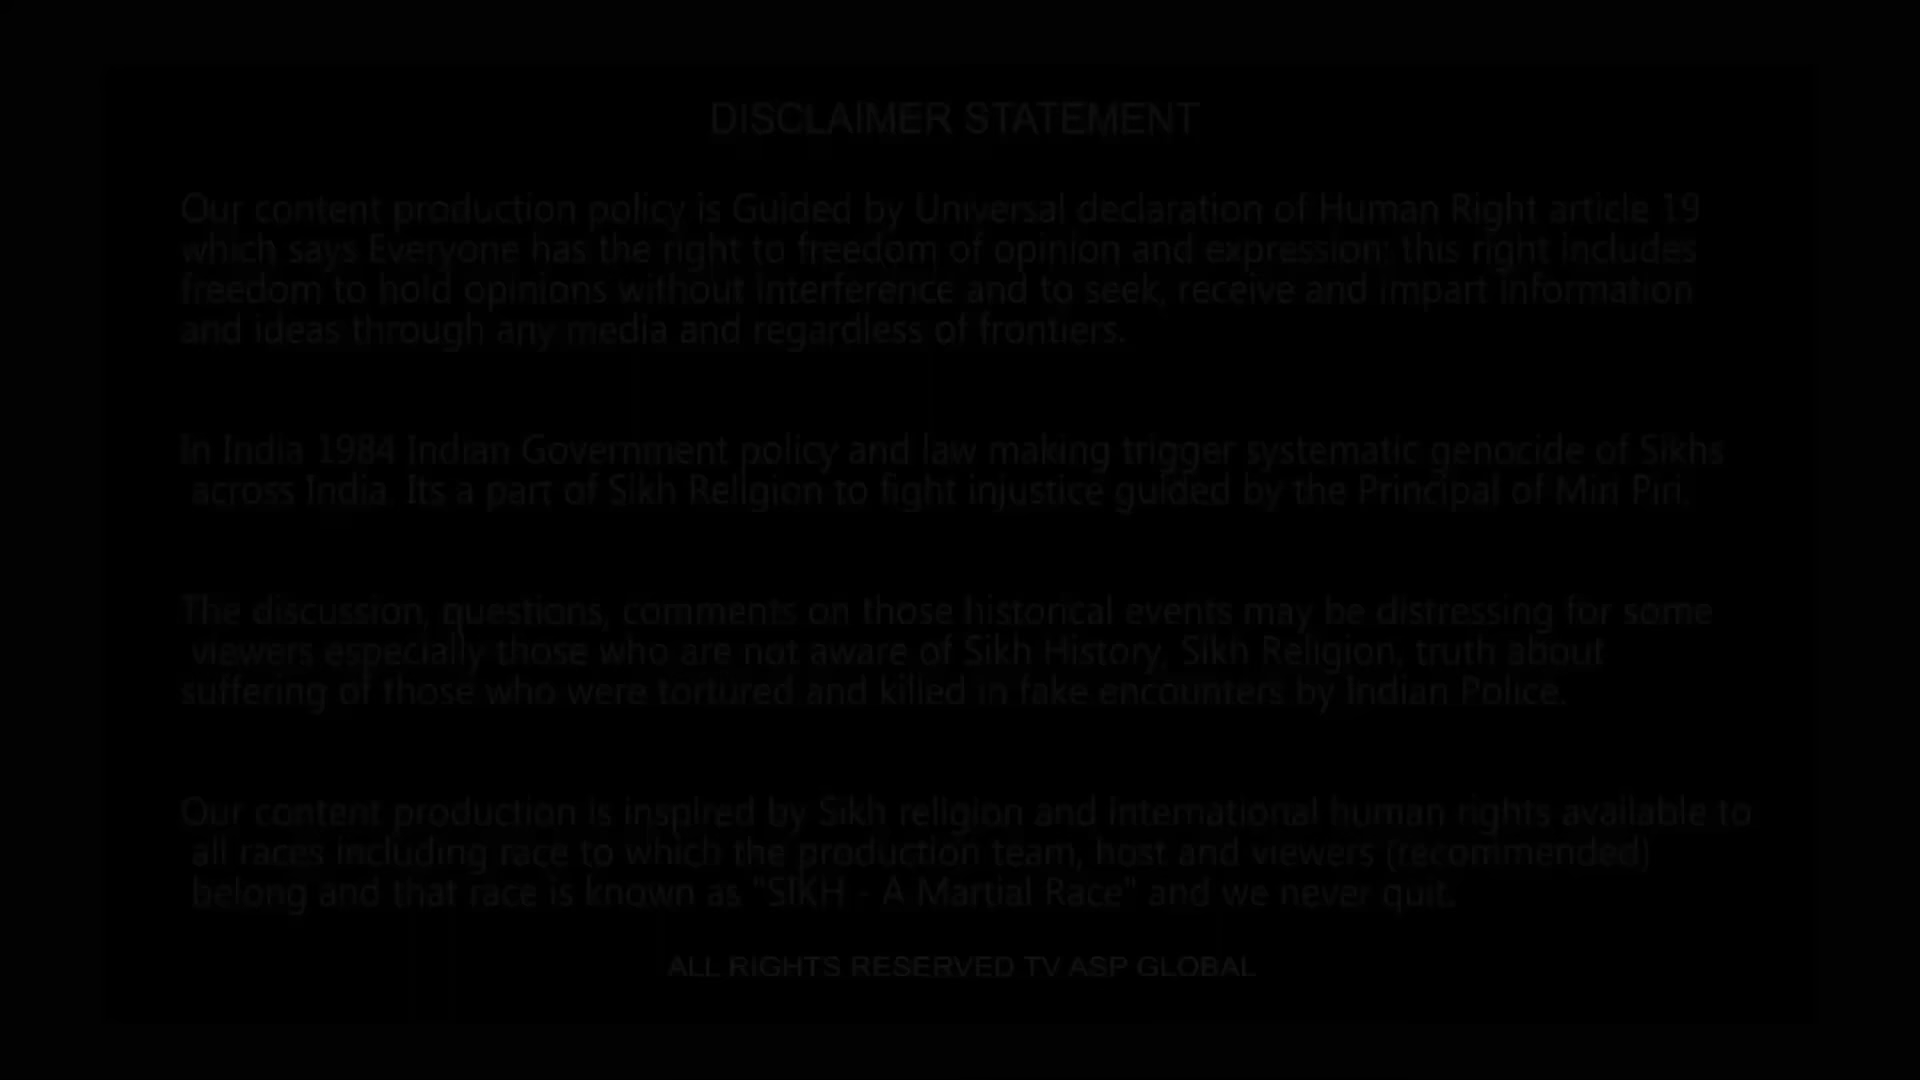 DISCLAIMER STATEMENT
Our content production policy is Guided by Universal declaration of Human Right article 19
which says Everyone has the right to freedom of opinion and expression; this right includes
freedom to hold opinions without interference and to seek, receive and impart information
and ideas through any media and regardless of frontiers.
In India 1984 Indian Government policy and law making trigger systematic genocide of Sikhs
across India. Its a part of Sikh Religion to fight injustice guided by the Principal of Miri Piri.
The discussion, questions, comments on those historical events may be distressing for some
viewers especially those who are not aware of Sikh History, Sikh Religion, truth about
suffering of those who were tortured and killed in fake encounters by Indian Police.
Our content production is inspired by Sikh religion and International human rights available to
all races including race to which the production team, host and viewers (recommended)
belong and that race is known as "SIKH - A Martial Race" and we never quit.
ALL RIGHTS RESERVED TV ASP GLOBAL